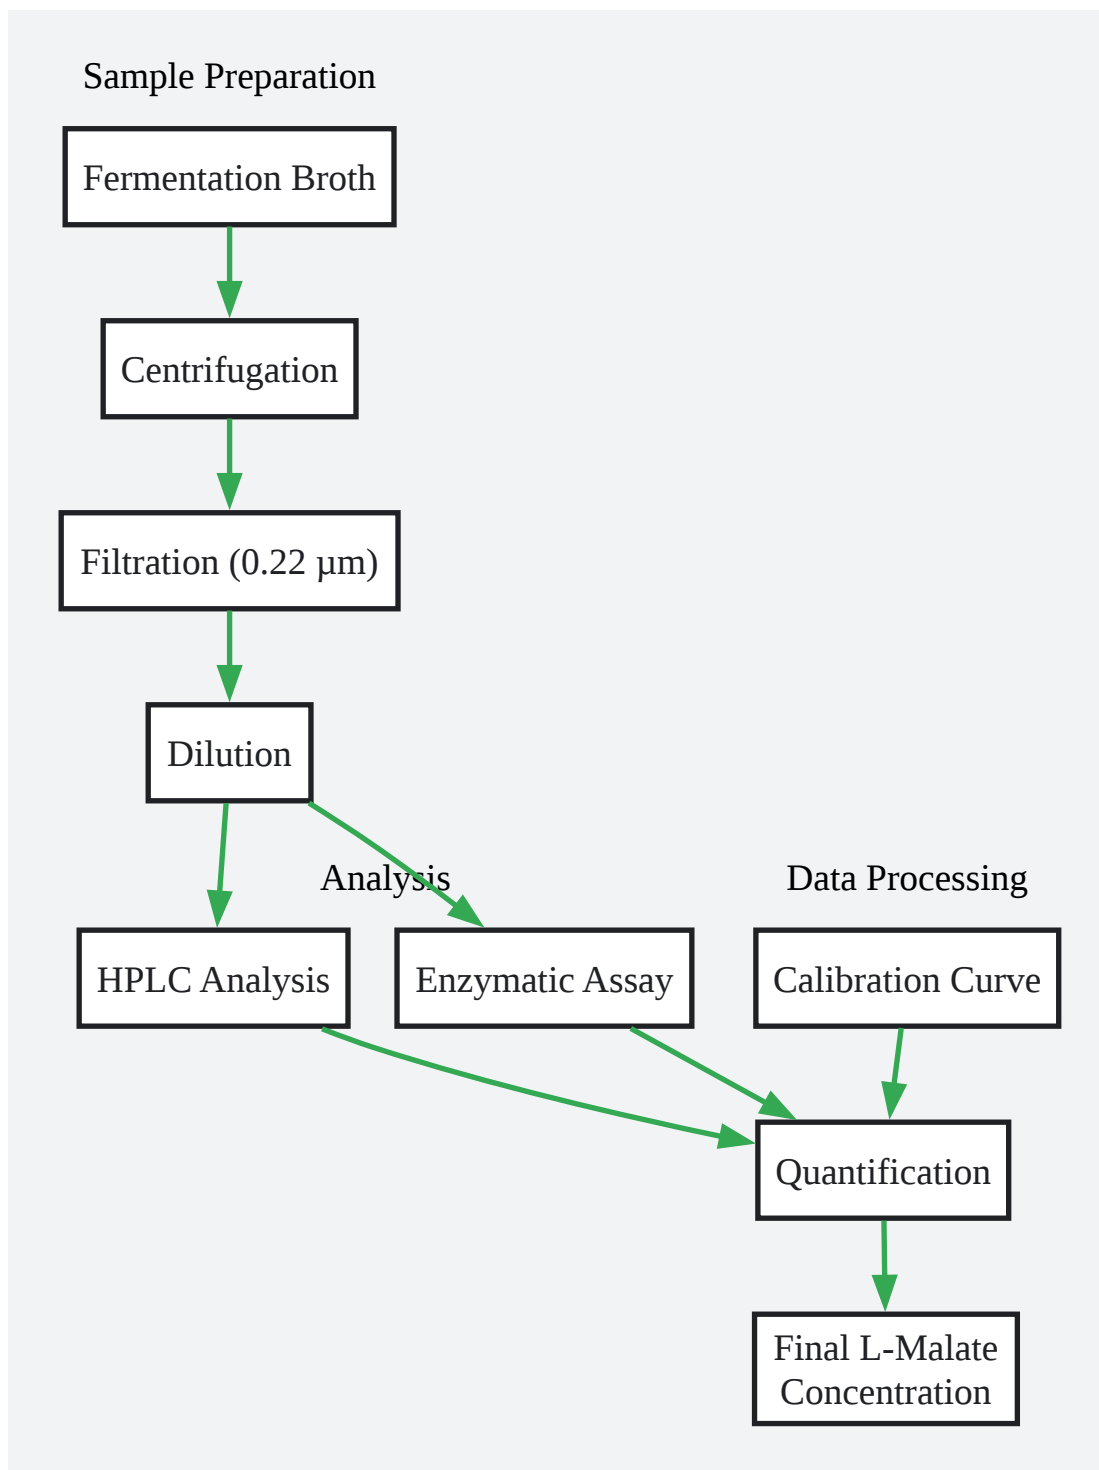 Sample Preparation
Fermentation Broth
Centrifugation
Filtration (0.22 µm)
Dilution
Analysis
Data Processing
HPLC Analysis
Enzymatic Assay
Calibration Curve
Quantification
Final L-Malate
Concentration